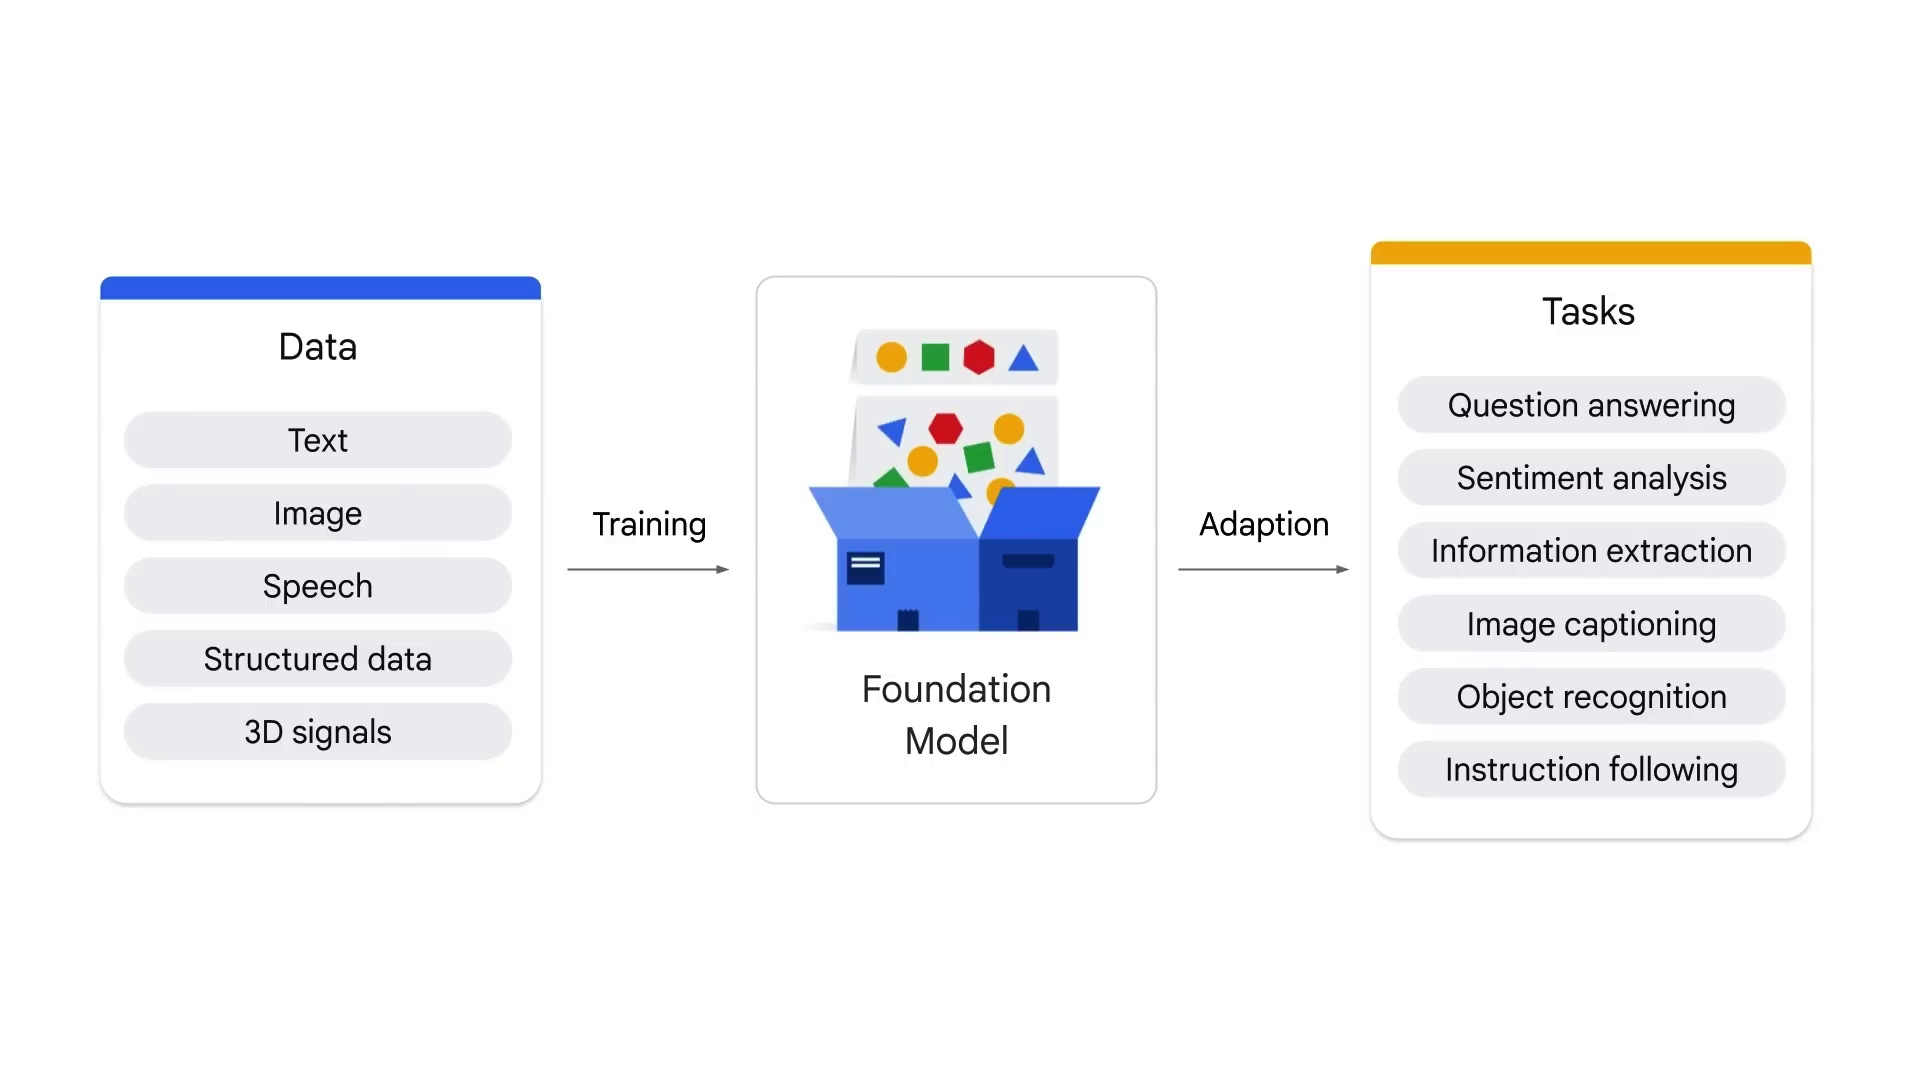 Data
Text
Image
Speech
Structured data
3D signals
Training
Foundation
Model
Adaption
Tasks
Question answering
Sentiment analysis
Information extraction
Image captioning
Object recognition
Instruction following